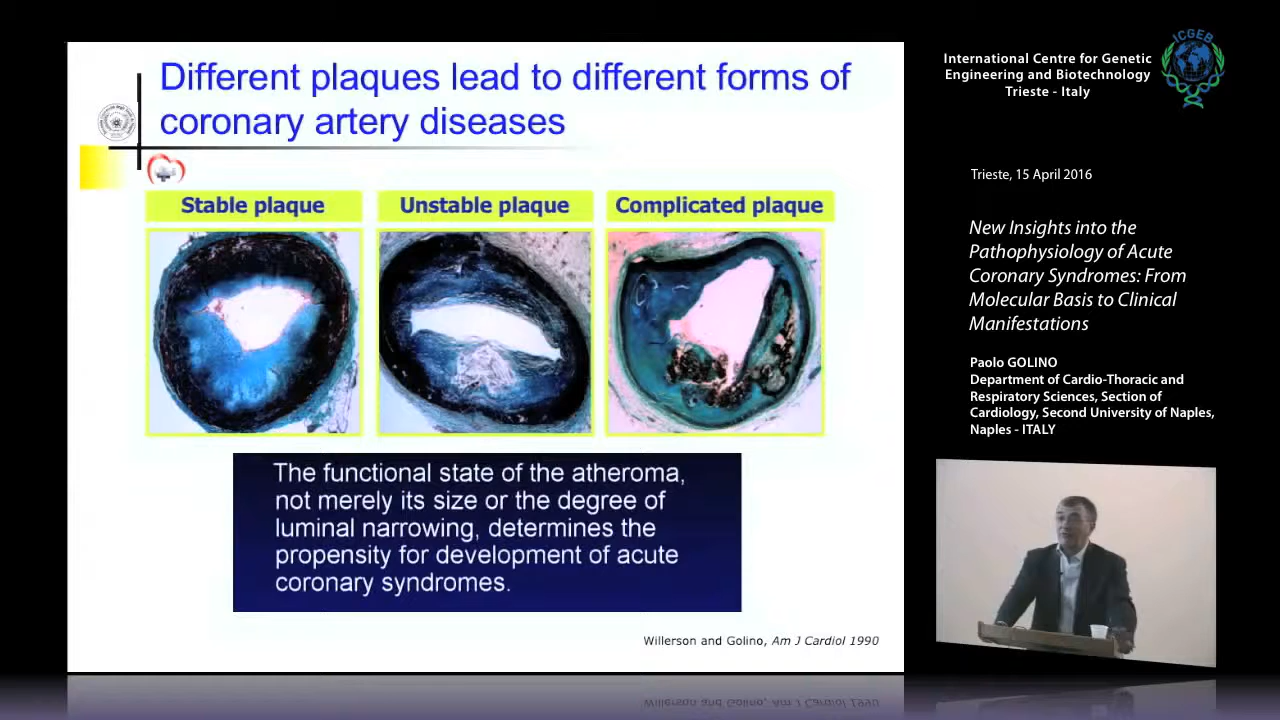 Different plaques lead to different forms of
coronary artery diseases
Stable plaque
Unstable plaque
Complicated plaque
The functional state of the atheroma,
not merely its size or the degree of
luminal narrowing, determines the
propensity for development of acute
coronary syndromes.
Willerson and Golino, Am J Cardiol 1990
International Centre for Genetic
Engineering and Biotechnology
Trieste - Italy
ICGEB
Trieste, 15 April 2016
New Insights into the
Pathophysiology of Acute
Coronary Syndromes: From
Molecular Basis to Clinical
Manifestations
Paolo GOLINO
Department of Cardio-Thoracic and
Respiratory Sciences, Section of
Cardiology, Second University of Naples,
Naples - ITALY